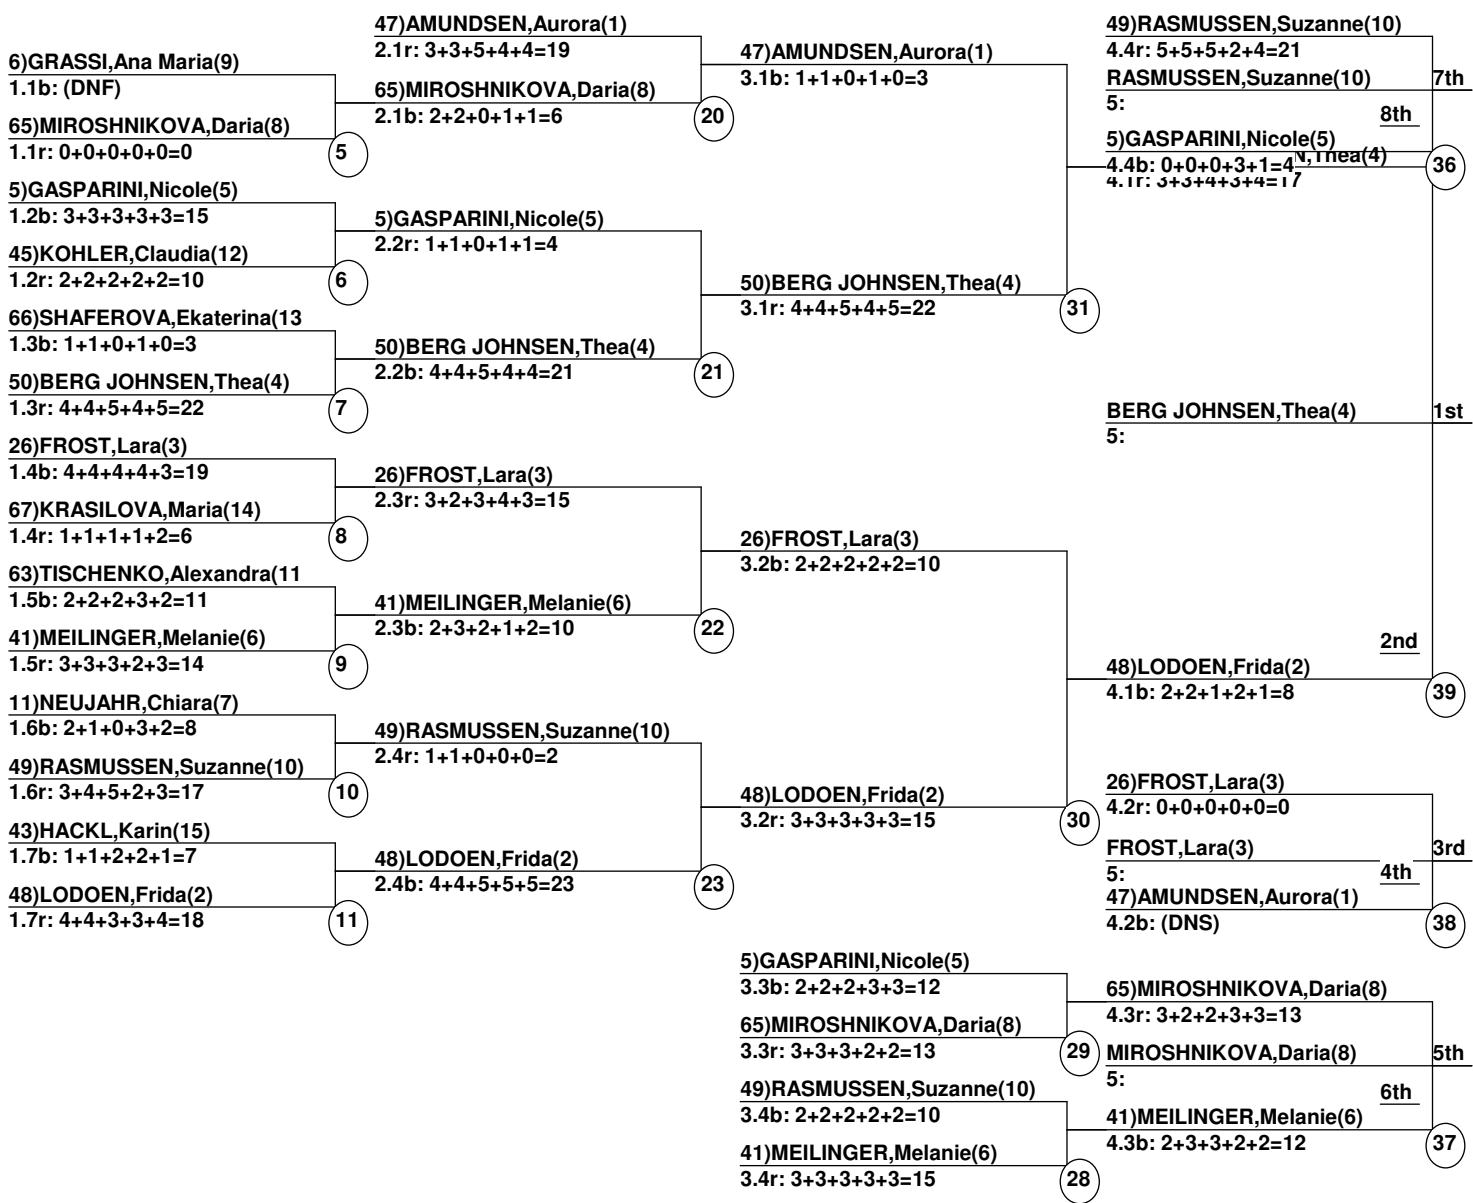 6)GRASSI,Ana Maria(9)
1.1b: (DNF)
65)MIROSHNIKOVA,Daria(8)
1.1r: 0+0+0+0+0=0
5
5)GASPARINI,Nicole(5)
1.2b: 3+3+3+3+3=15
45)KOHLER,Claudia(12)
1.2r: 2+2+2+2+2=10
6
66)SHAFEROVA,Ekaterina(13
1.3b: 1+1+0+1+0=3
50)BERG JOHNSEN,Thea(4)
1.3r: 4+4+5+4+5=22
7
26)FROST,Lara(3)
1.4b: 4+4+4+4+3=19
67)KRASILOVA,Maria(14)
1.4r: 1+1+1+1+2=6
8
63)TISCHENKO,Alexandra(11
1.5b: 2+2+2+3+2=11
41)MEILINGER,Melanie(6)
1.5r: 3+3+3+2+3=14
9
11)NEUJAHR,Chiara(7)
1.6b: 2+1+0+3+2=8
49)RASMUSSEN,Suzanne(10)
1.6r: 3+4+5+2+3=17
10
43)HACKL,Karin(15)
1.7b: 1+1+2+2+1=7
48)LODOEN,Frida(2)
1.7r: 4+4+3+3+4=18
11
47)AMUNDSEN,Aurora(1)
2.1r: 3+3+5+4+4=19
65)MIROSHNIKOVA,Daria(8)
2.1b: 2+2+0+1+1=6
20
5)GASPARINI,Nicole(5)
2.2r: 1+1+0+1+1=4
50)BERG JOHNSEN,Thea(4)
2.2b: 4+4+5+4+4=21
21
26)FROST,Lara(3)
2.3r: 3+2+3+4+3=15
41)MEILINGER,Melanie(6)
2.3b: 2+3+2+1+2=10
22
49)RASMUSSEN,Suzanne(10)
2.4r: 1+1+0+0+0=2
48)LODOEN,Frida(2)
2.4b: 4+4+5+5+5=23
23
47)AMUNDSEN,Aurora(1)
3.1b: 1+1+0+1+0=3
50)BERG JOHNSEN,Thea(4)
3.1r: 4+4+5+4+5=22
31
26)FROST,Lara(3)
3.2b: 2+2+2+2+2=10
48)LODOEN,Frida(2)
3.2r: 3+3+3+3+3=15
30
5)GASPARINI,Nicole(5)
3.3b: 2+2+2+3+3=12
65)MIROSHNIKOVA,Daria(8)
3.3r: 3+3+3+2+2=13
29
49)RASMUSSEN,Suzanne(10)
3.4b: 2+2+2+2+2=10
41)MEILINGER,Melanie(6)
3.4r: 3+3+3+3+3=15
28
49)RASMUSSEN,Suzanne(10)
4.4r: 5+5+5+2+4=21
RASMUSSEN,Suzanne(10) 7th
5:
8th
5)GASPARINI,Nicole(5)
4.4b: 0+0+0+3+1=4
Thea(4)
4.1r: 3+3+4+3+4=17
36
BERG JOHNSEN,Thea(4) 1st
5:
2nd
48)LODOEN,Frida(2)
4.1b: 2+2+1+2+1=8
39
26)FROST,Lara(3)
4.2r: 0+0+0+0+0=0
FROST,Lara(3) 3rd
5:
4th
47)AMUNDSEN,Aurora(1)
4.2b: (DNS)
38
65)MIROSHNIKOVA,Daria(8)
4.3r: 3+2+2+3+3=13
MIROSHNIKOVA,Daria(8) 5th
5:
6th
41)MEILINGER,Melanie(6)
4.3b: 2+3+3+2+2=12
37